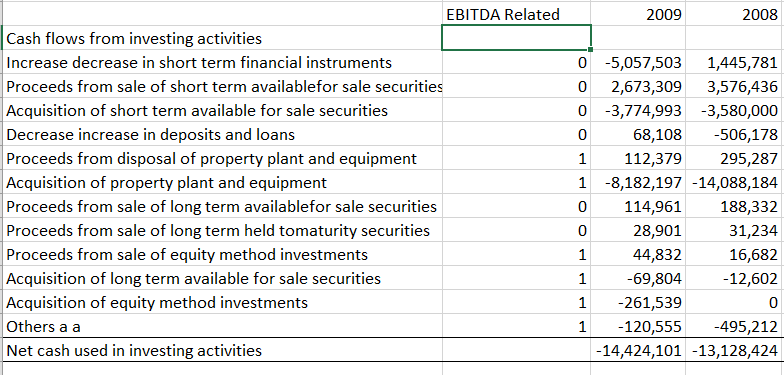 EBITDA Related 2009 2008
Cash flows from investing activities
Increase decrease in short term financial instruments 0 -5,057,503 1,445,781
Proceeds from sale of short term availablefor sale securities 0 2,673,309 3,576,436
Acquisition of short term available for sale securities 0 -3,774,993 -3,580,000
Decrease increase in deposits and loans 0 68,108 -506,178
Proceeds from disposal of property plant and equipment 1 112,379 295,287
Acquisition of property plant and equipment 1 -8,182,197 -14,088,184
Proceeds from sale of long term availablefor sale securities 0 114,961 188,332
Proceeds from sale of long term held tomaturity securities 0 28,901 31,234
Proceeds from sale of equity method investments 1 44,832 16,682
Acquisition of long term available for sale securities 1 -69,804 -12,602
Acquisition of equity method investments 1 -261,539 0
Others a a 1 -120,555 -495,212
Net cash used in investing activities -14,424,101 -13,128,424